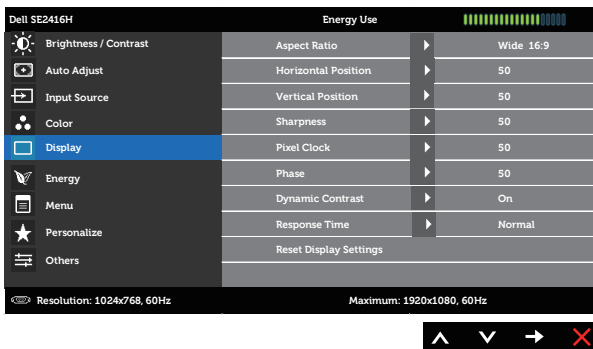 Dell SE2416H Energy Use
Brightness / Contrast
Auto Adjust
Input Source
Color
Display
Energy
Menu
Personalize
Others
Aspect Ratio Wide 16:9
Horizontal Position 50
Vertical Position 50
Sharpness 50
Pixel Clock 50
Phase 50
Dynamic Contrast On
Response Time Normal
Reset Display Settings
Resolution: 1024x768, 60Hz Maximum: 1920x1080, 60Hz